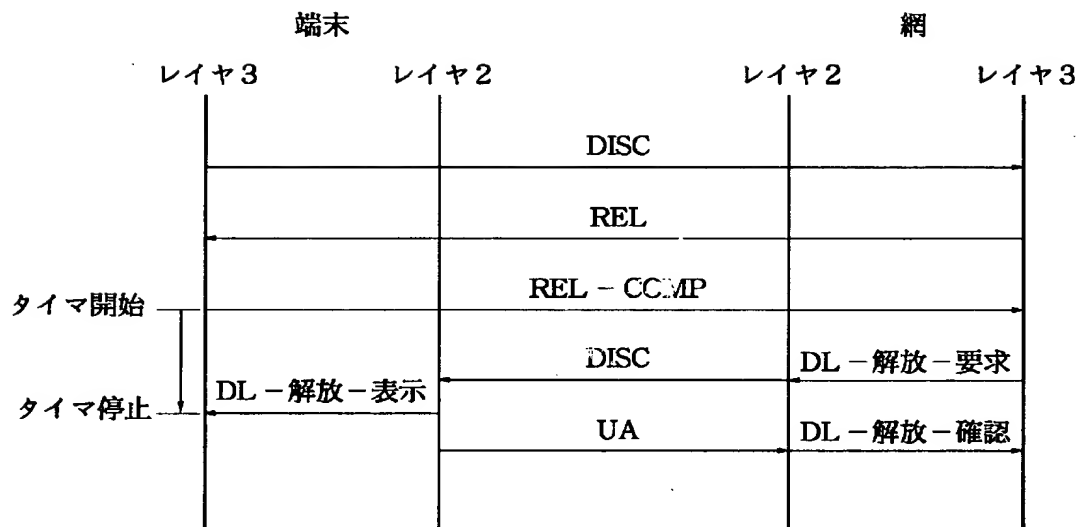 端末 網
レイヤ3 レイヤ2 レイヤ2 レイヤ3
DISC
REL
タイマ開始 REL－COMP
DISC DL－解放－要求
タイマ停止 DL－解放－表示
UA DL－解放－確認